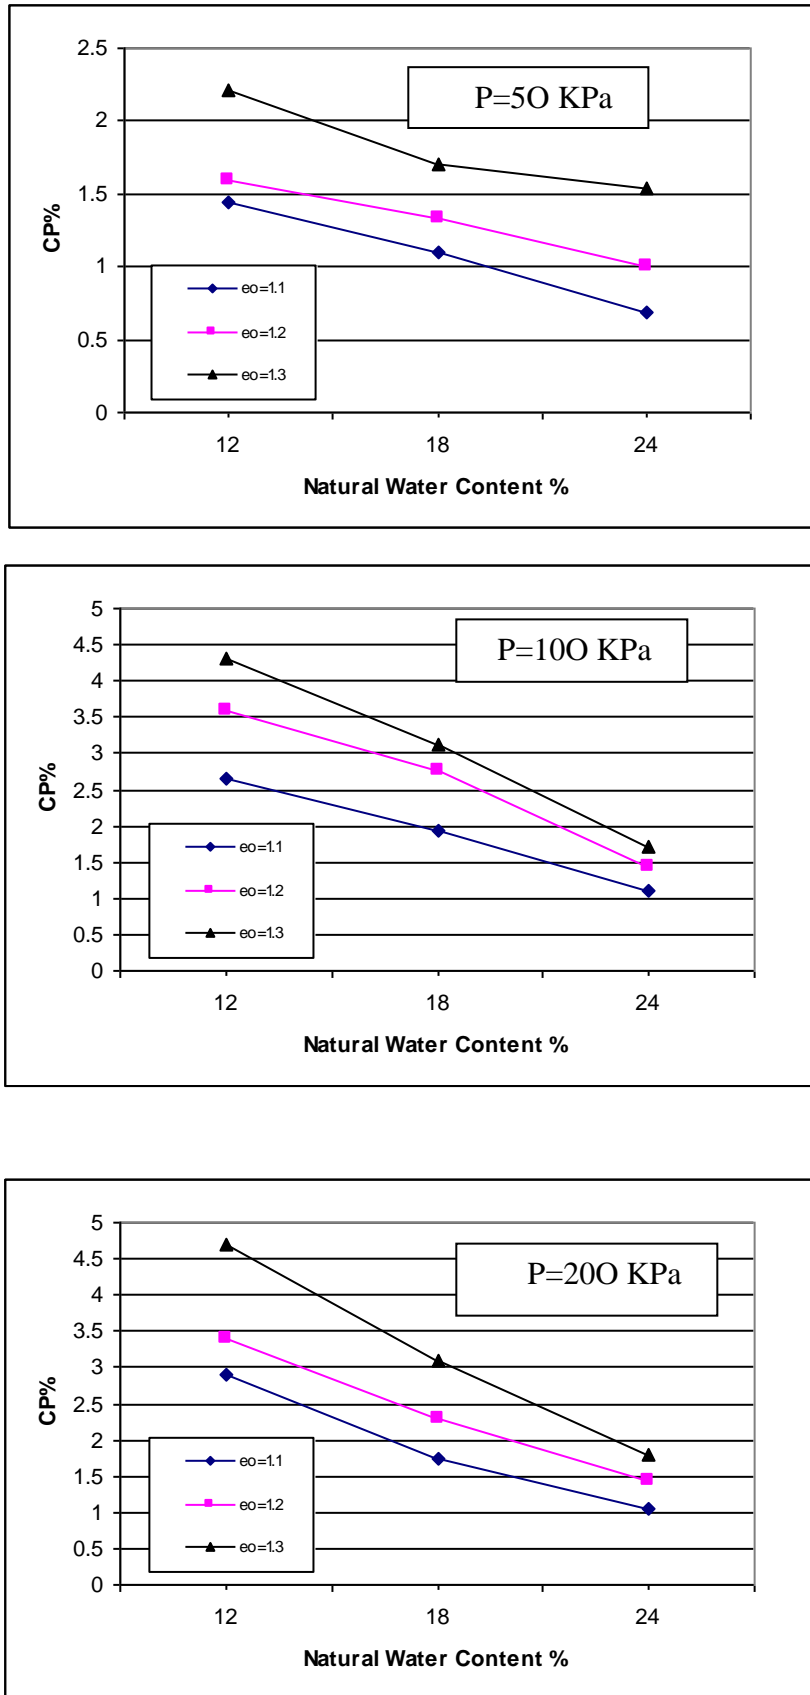 P=5O KPa
2.5
2
1.5
1
0.5
0
CP%
eo=1.1
eo=1.2
eo=1.3
12 18 24
Natural Water Content %
P=10O KPa
5
4.5
4
3.5
3
2.5
2
1.5
1
0.5
0
CP%
eo=1.1
eo=1.2
eo=1.3
12 18 24
Natural Water Content %
P=20O KPa
5
4.5
4
3.5
3
2.5
2
1.5
1
0.5
0
CP%
eo=1.1
eo=1.2
eo=1.3
12 18 24
Natural Water Content %